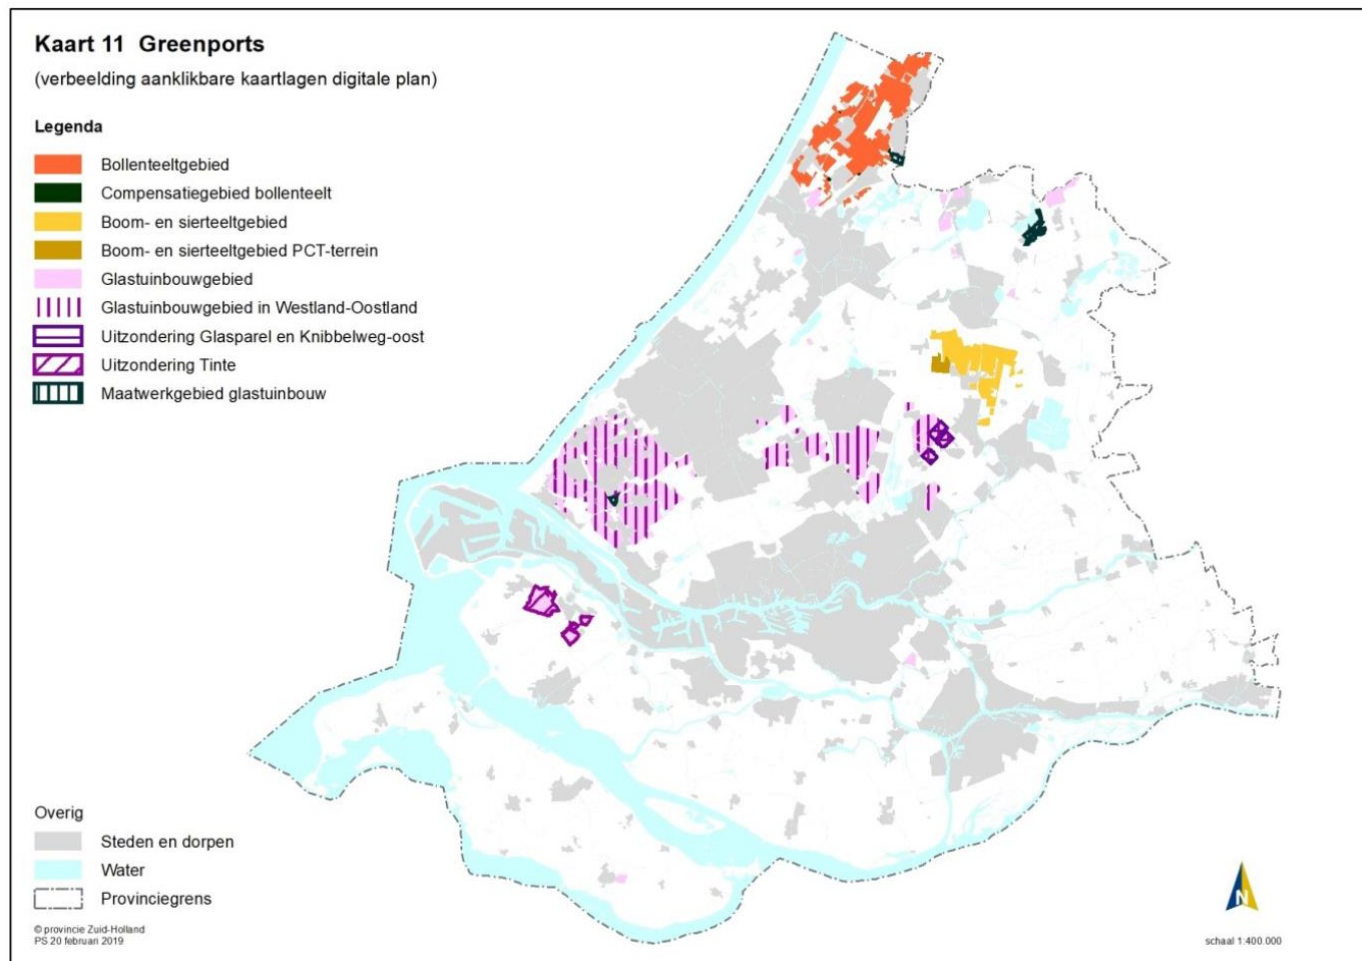 Kaart 11 Greenports
(verbeelding aanklikbare kaartlagen digitale plan)
Legenda
Bollenteeltgebied
Compensatiegebied bollenteelt
Boom- en sierteeltgebied
Boom- en sierteeltgebied PCT-terrein
Glastuinbouwgebied
Glastuinbouwgebied in Westland-Oostland
Uitzondering Glasparel en Knibbelweg-oost
Uitzondering Tinte
Maatwerkgebied glastuinbouw
Overig
Steden en dorpen
Water
Provinciegrens
© provincie Zuid-Holland
PS 20 februari 2019
N
schaal 1:400.000